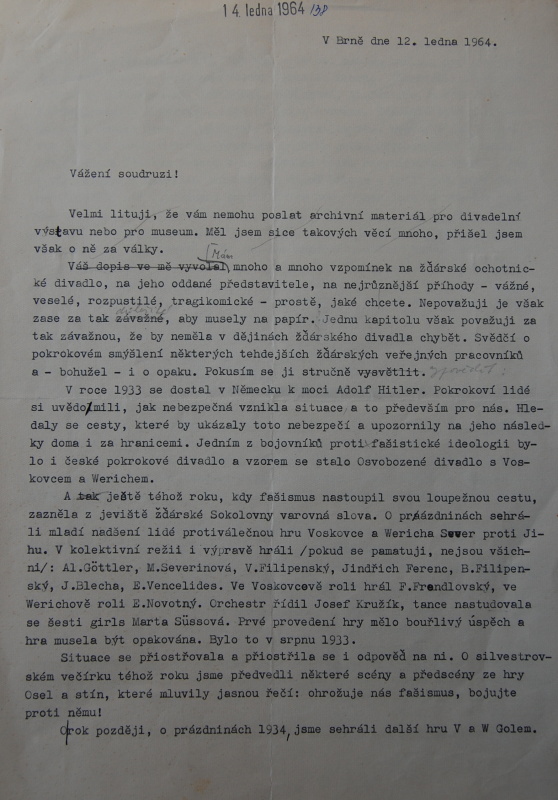 14. ledna 1964 138
V Brně dne 12. ledna 1964.
Vážení soudruzi!
Velmi lituji, že vám nemohu poslat archivní materiál pro divadelní
výstavu nebo pro museum. Měl jsem sice takových věcí mnoho, přišel jsem
však o ně za války.
Mám
Váš dopis ve mě vyvolal mnoho a mnoho vzpomínek na žďárské ochotnic-
ké divadlo, na jeho oddané představitele, na nejrůznější příhody - vážné,
veselé, rozpustilé, tragikomické - prostě, jaké chcete. Nepovažuji je však
zase za tak závažné, aby musely na papír. Jednu kapitolu však považuji za
tak závažnou, že by neměla v dějinách žďárského divadla chybět. Svědčí o
pokrokovém smýšlení některých tehdejších žďárských veřejných pracovníků
a - bohužel - i o opaku. Pokusím se ji stručně vysvětlit.
V roce 1933 se dostal v Německu k moci Adolf Hitler. Pokrokoví lidé
si uvědomili, jak nebezpečná vznikla situace a to především pro nás. Hle-
daly se cesty, které by ukázaly toto nebezpečí a upozornily na jeho násled-
ky doma i za hranicemi. Jedním z bojovníků proti fašistické ideologii by-
lo i české pokrokové divadlo a vzorem se stalo Osvobozené divadlo s Vos-
kovcem a Werichem.
A tak ještě téhož roku, kdy fašismus nastoupil svou loupežnou cestu,
zazněla z jeviště žďárské Sokolovny varovná slova. O prázdninách sehrá-
li mladí nadšení lidé protiválečnou hru Voskovce a Wericha Sever proti Ji-
hu. V kolektivní režii i výpravě hráli /pokud se pamatuji, nejsou všich-
ni/: Al.Göttler, M.Severinová, V.Filipenský, Jindřich Ferenc, B.Filipen-
ský, J.Blecha, E.Vencelides. Ve Voskovcově roli hrál F.Frendlovský, ve
Werichově roli E.Novotný. Orchestr řídil Josef Kružík, tance nastudovala
se šesti girls Marta Süssová. Prvé provedení hry mělo bouřlivý úspěch a
hra musela být opakována. Bylo to v srpnu 1933.
Situace se přiostřovala a přiostřila se i odpověď na ni. O silvestrov-
ském večírku téhož roku jsme předvedli některé scény a předscény ze hry
Osel a stín, které mluvily jasnou řečí: ohrožuje nás fašismus, bojujte
proti němu!
Orok později, o prázdninách 1934, jsme sehráli další hru V a W Golem.